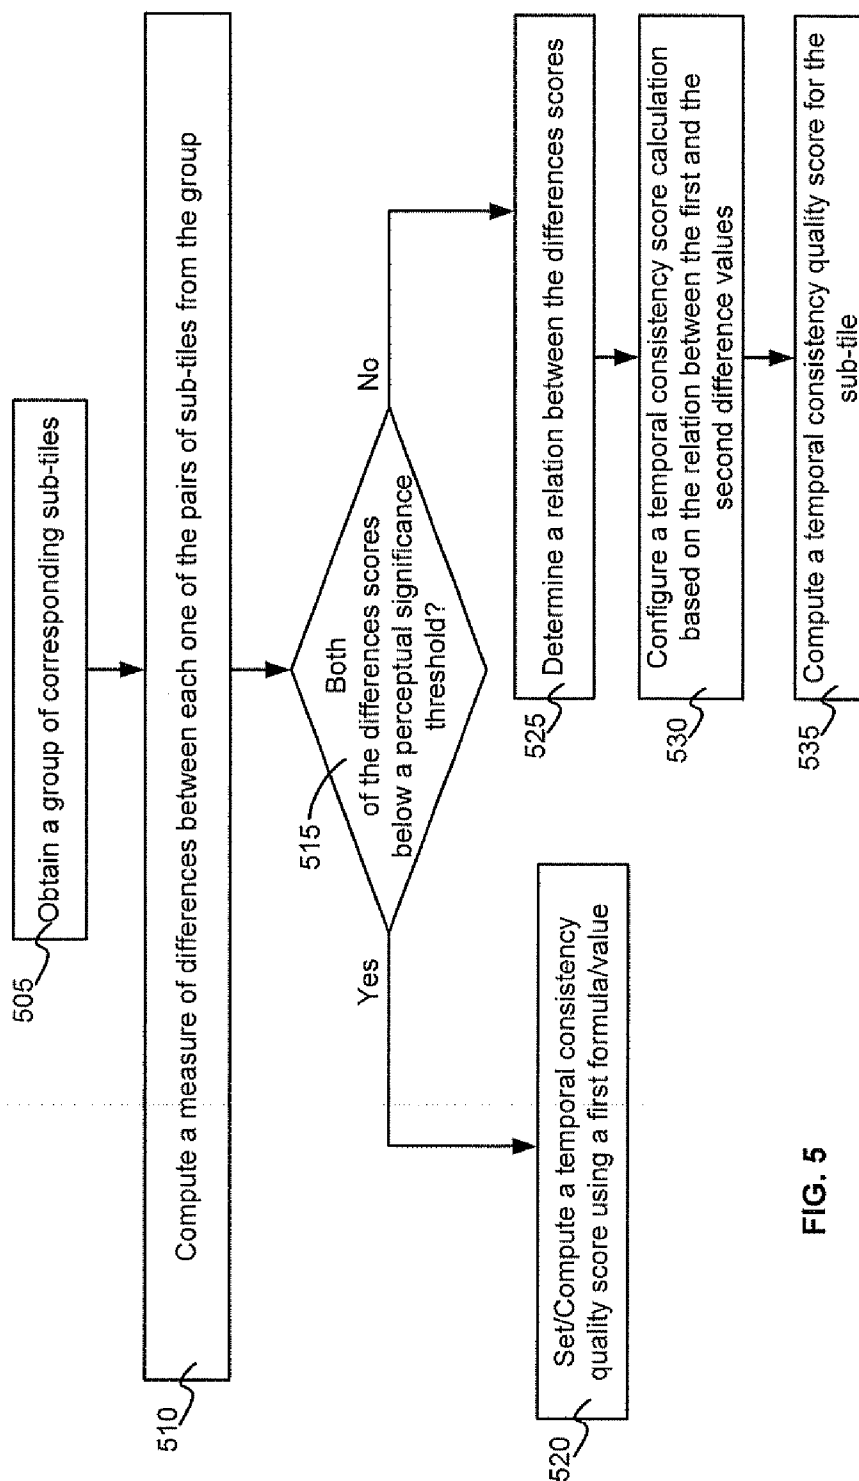 505
Obtain a group of corresponding sub-tiles
510
Compute a measure of differences between each one of the pairs of sub-tiles from the group
515
Both
of the differences scores
below a perceptual significance
threshold?
Yes
No
520
Set/Compute a temporal consistency
quality score using a first formula/value
525
Determine a relation between the differences scores
530
Configure a temporal consistency score calculation
based on the relation between the first and the
second difference values
535
Compute a temporal consistency quality score for the
sub-tile
FIG. 5